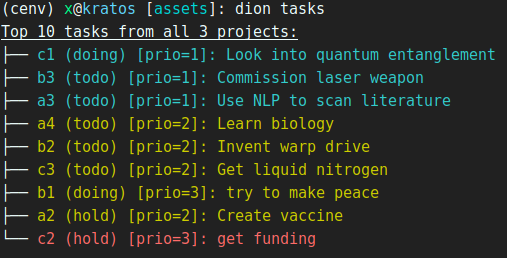 (cenv) x@kratos [assets]: dion tasks
Top 10 tasks from all 3 projects:
├── c1 (doing) [prio=1]: Look into quantum entanglement
├── b3 (todo) [prio=1]: Commission laser weapon
├── a3 (todo) [prio=1]: Use NLP to scan literature
├── a4 (todo) [prio=2]: Learn biology
├── b2 (todo) [prio=2]: Invent warp drive
├── c3 (todo) [prio=2]: Get liquid nitrogen
├── b1 (doing) [prio=3]: try to make peace
├── a2 (hold) [prio=2]: Create vaccine
└── c2 (hold) [prio=3]: get funding